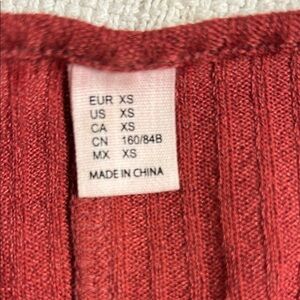 EUR XS
US XS
CA XS
CN 160/84B
MX XS
MADE IN CHINA